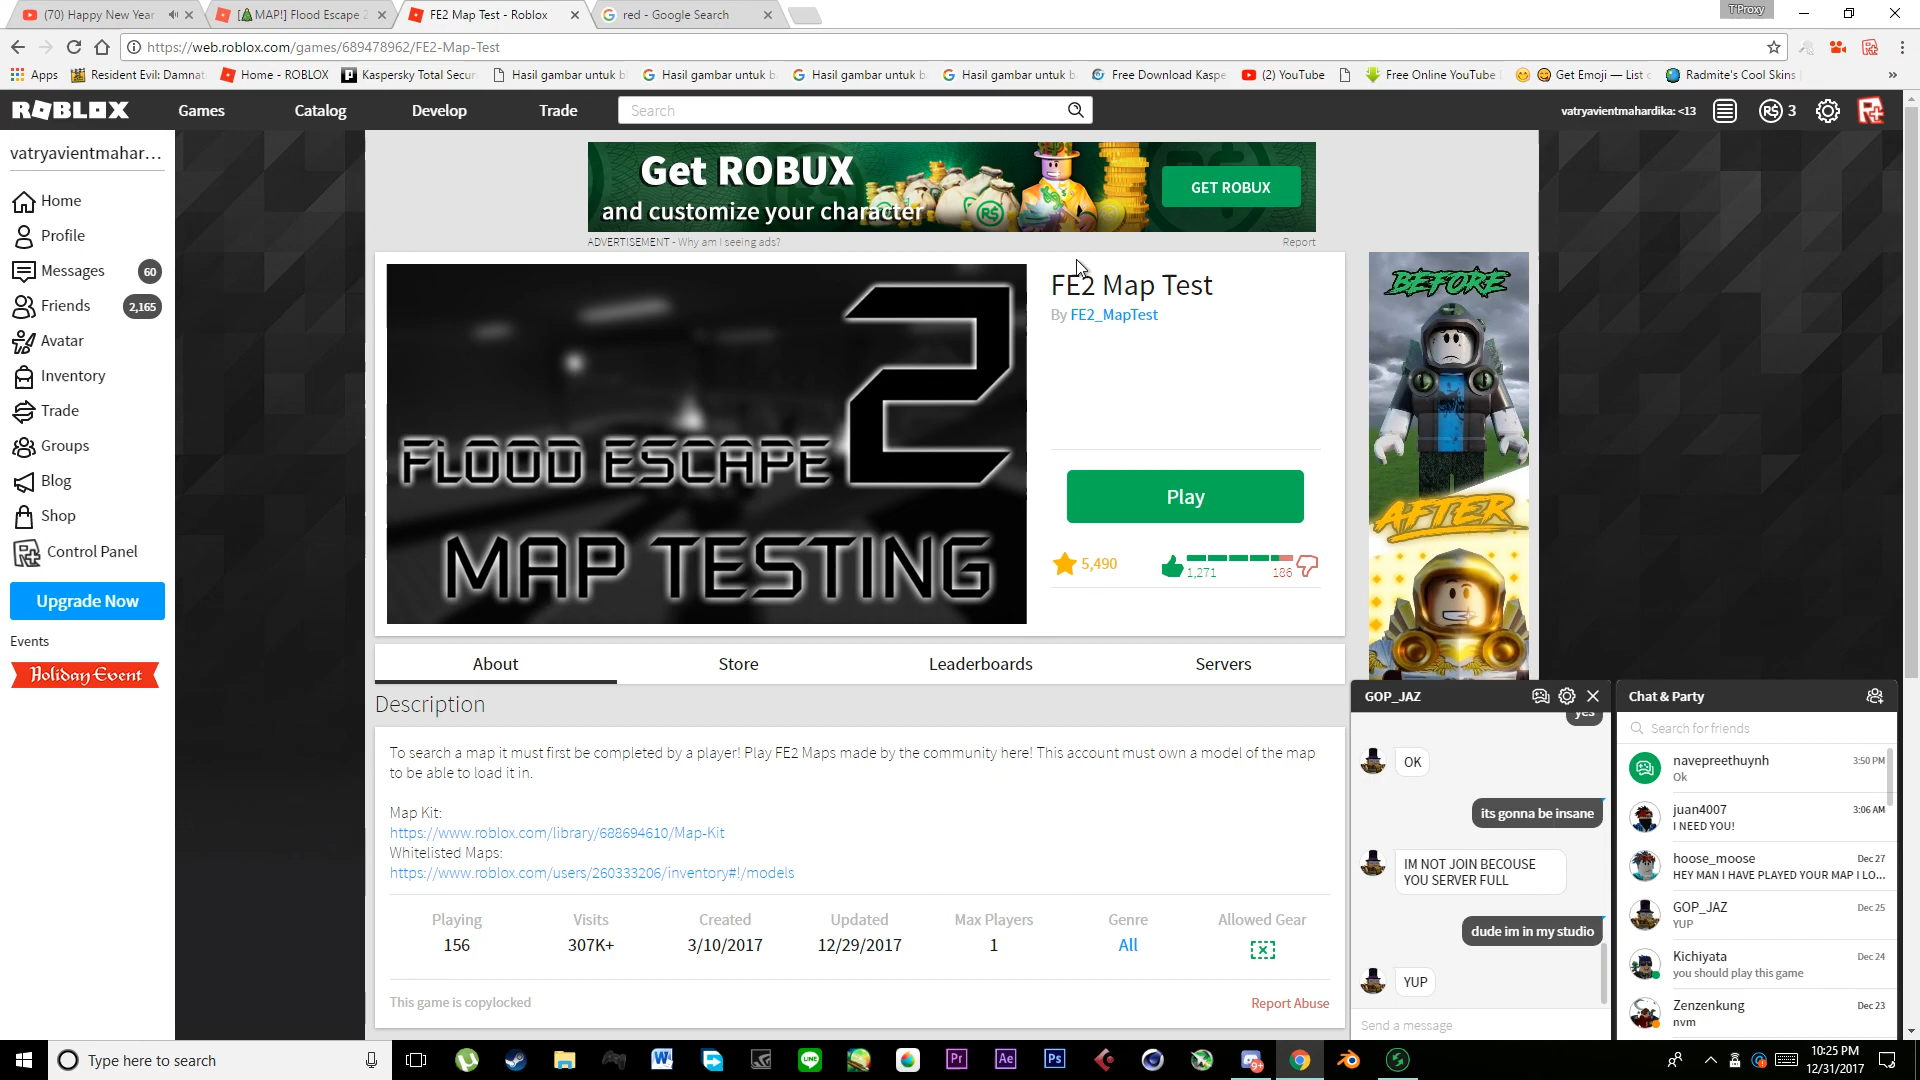 (70) Happy New Year
[🎄MAP!] Flood Escape 2
FE2 Map Test - Roblox
red - Google Search
TiProxy
https://web.roblox.com/games/689478962/FE2-Map-Test
Apps
Resident Evil: Damnat
Home - ROBLOX
Kaspersky Total Secur
Hasil gambar untuk b
Hasil gambar untuk b
Hasil gambar untuk b
Hasil gambar untuk b
Free Download Kaspe
(2) YouTube
Free Online YouTube
Get Emoji — List o
Radmite's Cool Skins
»
ROBLOX
Games
Catalog
Develop
Trade
Search
vatryavientmahardika: <13
R$ 3
vatryavientmahar...
Home
Profile
Messages 60
Friends 2,165
Avatar
Inventory
Trade
Groups
Blog
Shop
Control Panel
Upgrade Now
Events
Holiday Event
Get ROBUX
and customize your character
GET ROBUX
ADVERTISEMENT - Why am I seeing ads?
Report
FLOOD ESCAPE 2
MAP TESTING
FE2 Map Test
By FE2_MapTest
Play
5,490
1,271
186
BEFORE
AFTER
About
Store
Leaderboards
Servers
Description
To search a map it must first be completed by a player! Play FE2 Maps made by the community here! This account must own a model of the map
to be able to load it in.
Map Kit:
https://www.roblox.com/library/688694610/Map-Kit
Whitelisted Maps:
https://www.roblox.com/users/260333206/inventory#!/models
Playing
Visits
Created
Updated
Max Players
Genre
Allowed Gear
156
307K+
3/10/2017
12/29/2017
1
All
This game is copylocked
Report Abuse
GOP_JAZ
yes
OK
its gonna be insane
IM NOT JOIN BECOUSE
YOU SERVER FULL
dude im in my studio
YUP
Send a message
Chat & Party
Search for friends
navepreethuynh 3:50 PM
Ok
juan4007 3:06 AM
I NEED YOU!
hoose_moose Dec 27
HEY MAN I HAVE PLAYED YOUR MAP I LO...
GOP_JAZ Dec 25
YUP
Kichiyata Dec 24
you should play this game
Zenzenkung Dec 23
nvm
Type here to search
W
LINE
Pr
Ae
Ps
9+
10:25 PM
12/31/2017